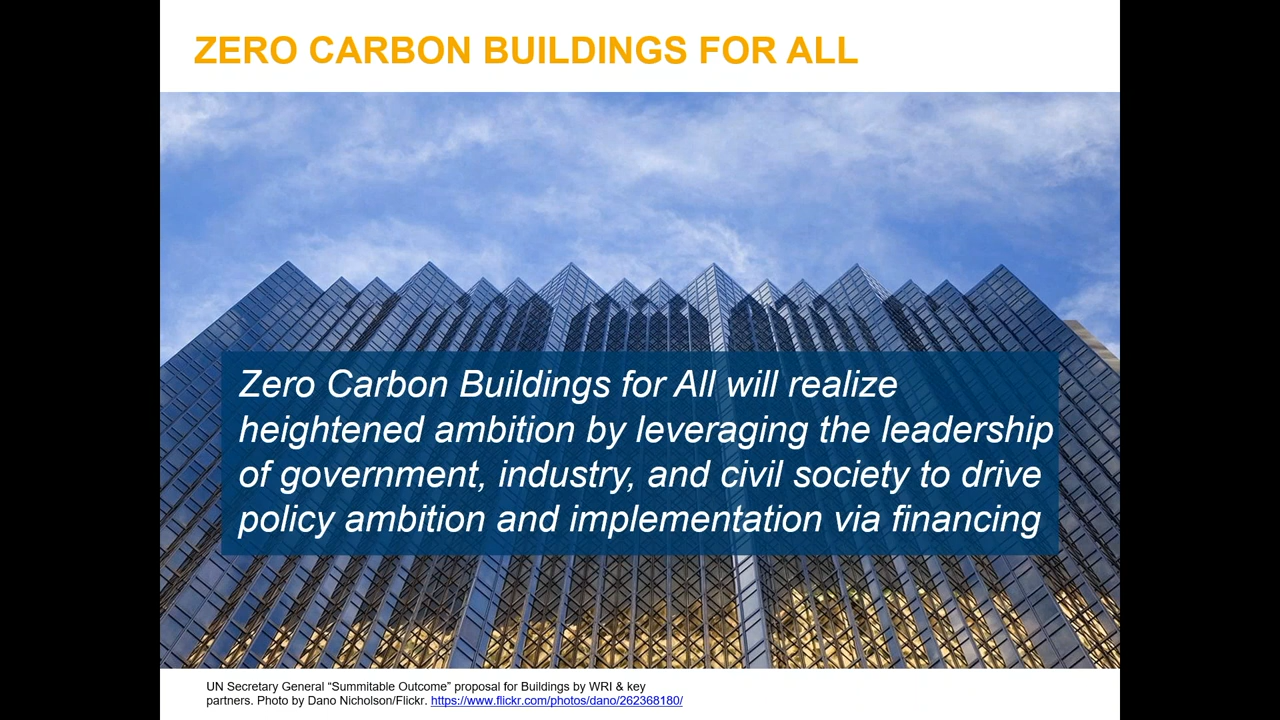 ZERO CARBON BUILDINGS FOR ALL
Zero Carbon Buildings for All will realize
heightened ambition by leveraging the leadership
of government, industry, and civil society to drive
policy ambition and implementation via financing
UN Secretary General “Summitable Outcome” proposal for Buildings by WRI & key
partners. Photo by Dano Nicholson/Flickr. https://www.flickr.com/photos/dano/262368180/